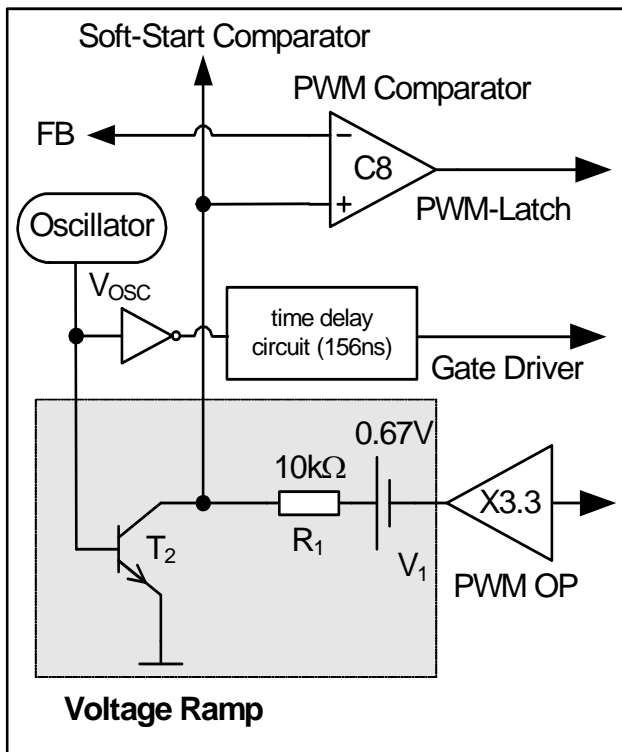 Soft-Start Comparator
PWM Comparator
FB
−
C8
+
PWM-Latch
Oscillator
V_OSC
time delay
circuit (156ns)
Gate Driver
0.67V
10kΩ
X3.3
T₂
R₁
V₁
PWM OP
Voltage Ramp